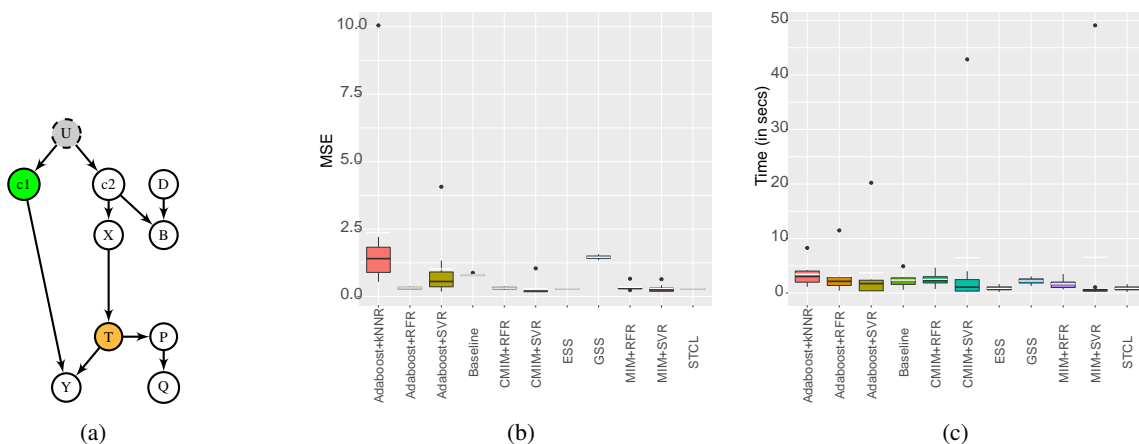 U
c1
c2
D
X
B
T
P
Y
Q
(a)
MSE
10.0
7.5
5.0
2.5
0.0
Adaboost+KNNR
Adaboost+RFR
Adaboost+SVR
Baseline
CMIM+RFR
CMIM+SVR
ESS
GSS
MIM+RFR
MIM+SVR
STCL
(b)
Time (in secs)
50
40
30
20
10
0
Adaboost+KNNR
Adaboost+RFR
Adaboost+SVR
Baseline
CMIM+RFR
CMIM+SVR
ESS
GSS
MIM+RFR
MIM+SVR
STCL
(c)